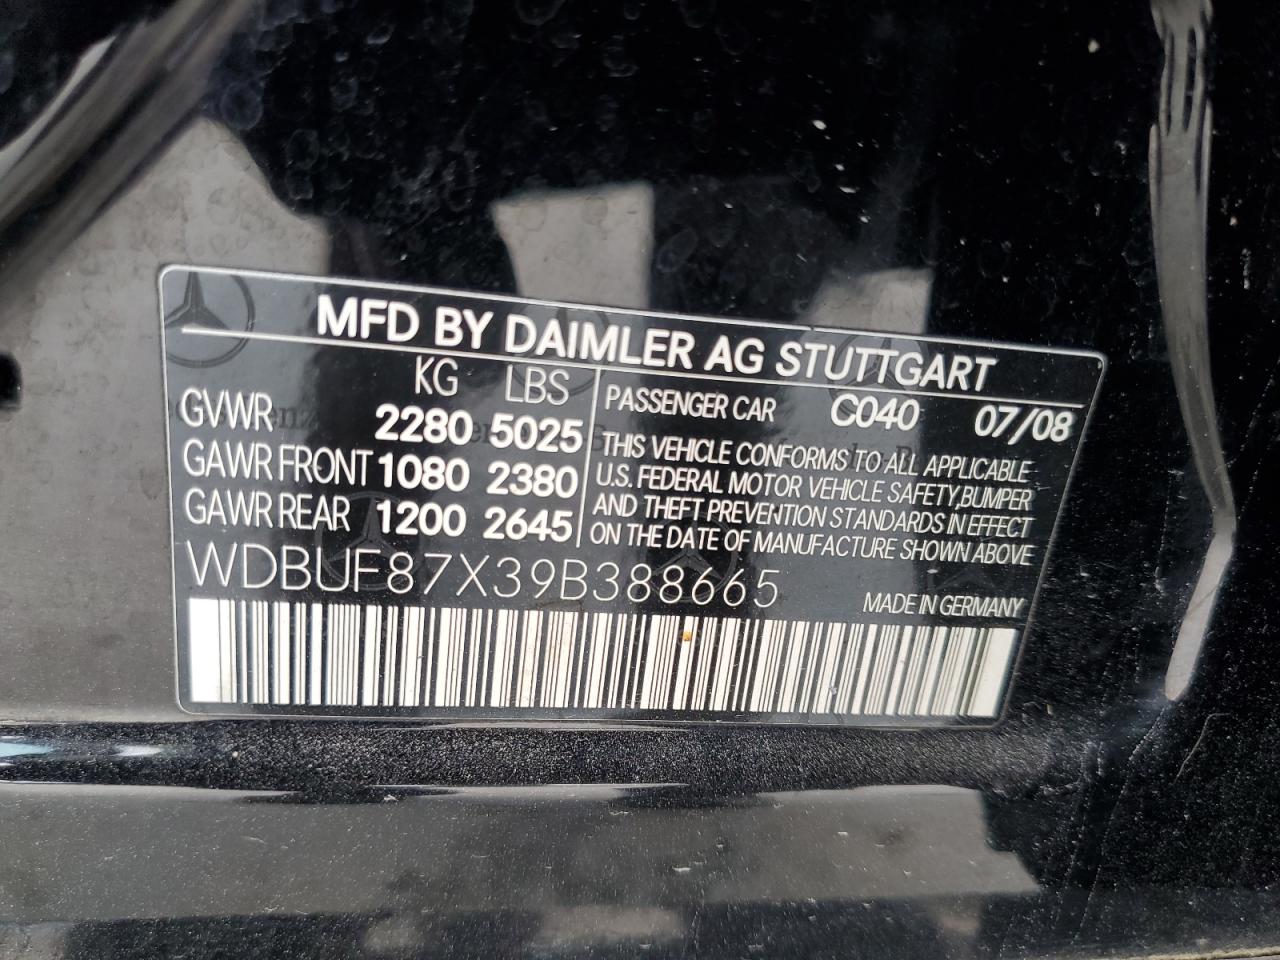 MFD BY DAIMLER AG STUTTGART
KG LBS
GVWR 2280 5025
GAWR FRONT 1080 2380
GAWR REAR 1200 2645
PASSENGER CAR C040 07/08
THIS VEHICLE CONFORMS TO ALL APPLICABLE
U.S. FEDERAL MOTOR VEHICLE SAFETY,BUMPER
AND THEFT PREVENTION STANDARDS IN EFFECT
ON THE DATE OF MANUFACTURE SHOWN ABOVE
WDBUF87X39B388665
MADE IN GERMANY